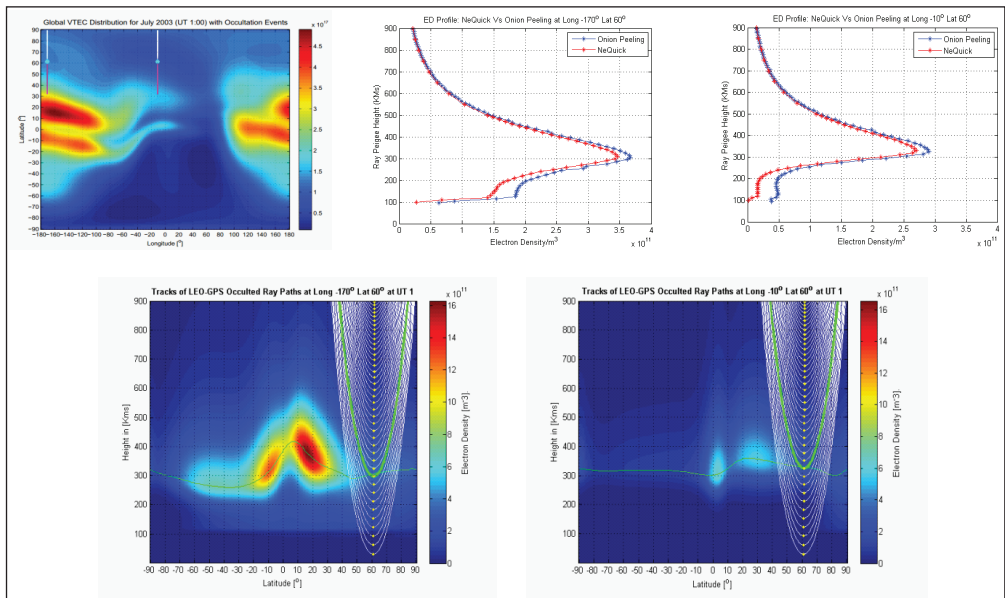 Global VTEC Distribution for July 2003 (UT 1:00) with Occultation Events
x 10¹⁷
90
80
70
60
50
40
30
20
10
0
−10
−20
−30
−40
−50
−60
−70
−80
−90
Latitude [°]
−180−160−140−120−100 −80 −60 −40 −20 0 20 40 60 80 100 120 140 160 180
Longitude [°]
4.5
4
3.5
3
2.5
2
1.5
1
0.5
ED Profile: NeQuick Vs Onion Peeling at Long -170° Lat 60°
Onion Peeling
NeQuick
900
800
700
600
500
400
300
200
100
0
Ray Peigee Height (KMs)
0 0.5 1 1.5 2 2.5 3 3.5 4
Electron Density/m³
x 10¹¹
ED Profile: NeQuick Vs Onion Peeling at Long -10° Lat 60°
Onion Peeling
NeQuick
900
800
700
600
500
400
300
200
100
0
Ray Peigee Height (KMs)
0 0.5 1 1.5 2 2.5 3 3.5 4
Electron Density/m³
x 10¹¹
Tracks of LEO-GPS Occulted Ray Paths at Long -170° Lat 60° at UT 1
x 10¹¹
900
800
700
600
500
400
300
200
100
Height in [Kms]
-90 -80 -70 -60 -50 -40 -30 -20 -10 0 10 20 30 40 50 60 70 80 90
Latitude [°]
16
14
12
10
8
6
4
2
0
Electron Density [m⁻3].
Tracks of LEO-GPS Occulted Ray Paths at Long -10° Lat 60° at UT 1
x 10¹¹
900
800
700
600
500
400
300
200
100
Height in [Kms]
-90 -80 -70 -60 -50 -40 -30 -20 -10 0 10 20 30 40 50 60 70 80 90
Latitude [°]
16
14
12
10
8
6
4
2
0
Electron Density [m⁻3].